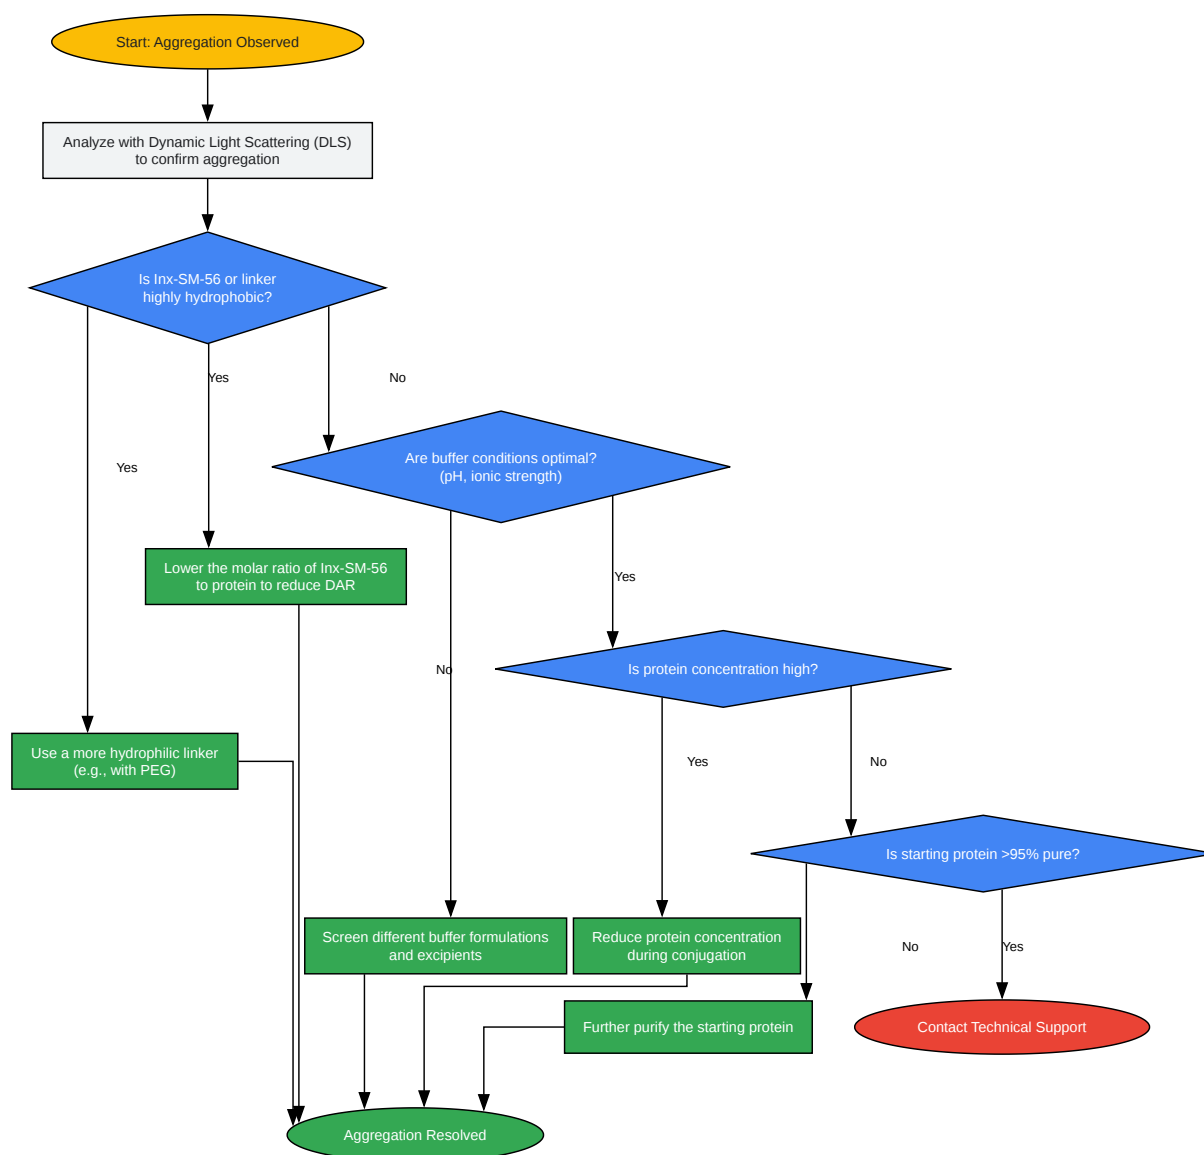 Start: Aggregation Observed
Analyze with Dynamic Light Scattering (DLS)
to confirm aggregation
Is Inx-SM-56 or linker
highly hydrophobic?
Yes
No
Yes
Are buffer conditions optimal?
(pH, ionic strength)
Lower the molar ratio of Inx-SM-56
to protein to reduce DAR
Yes
No
Is protein concentration high?
Use a more hydrophilic linker
(e.g., with PEG)
Yes
No
Is starting protein >95% pure?
Screen different buffer formulations
and excipients
Reduce protein concentration
during conjugation
No
Yes
Further purify the starting protein
Contact Technical Support
Aggregation Resolved